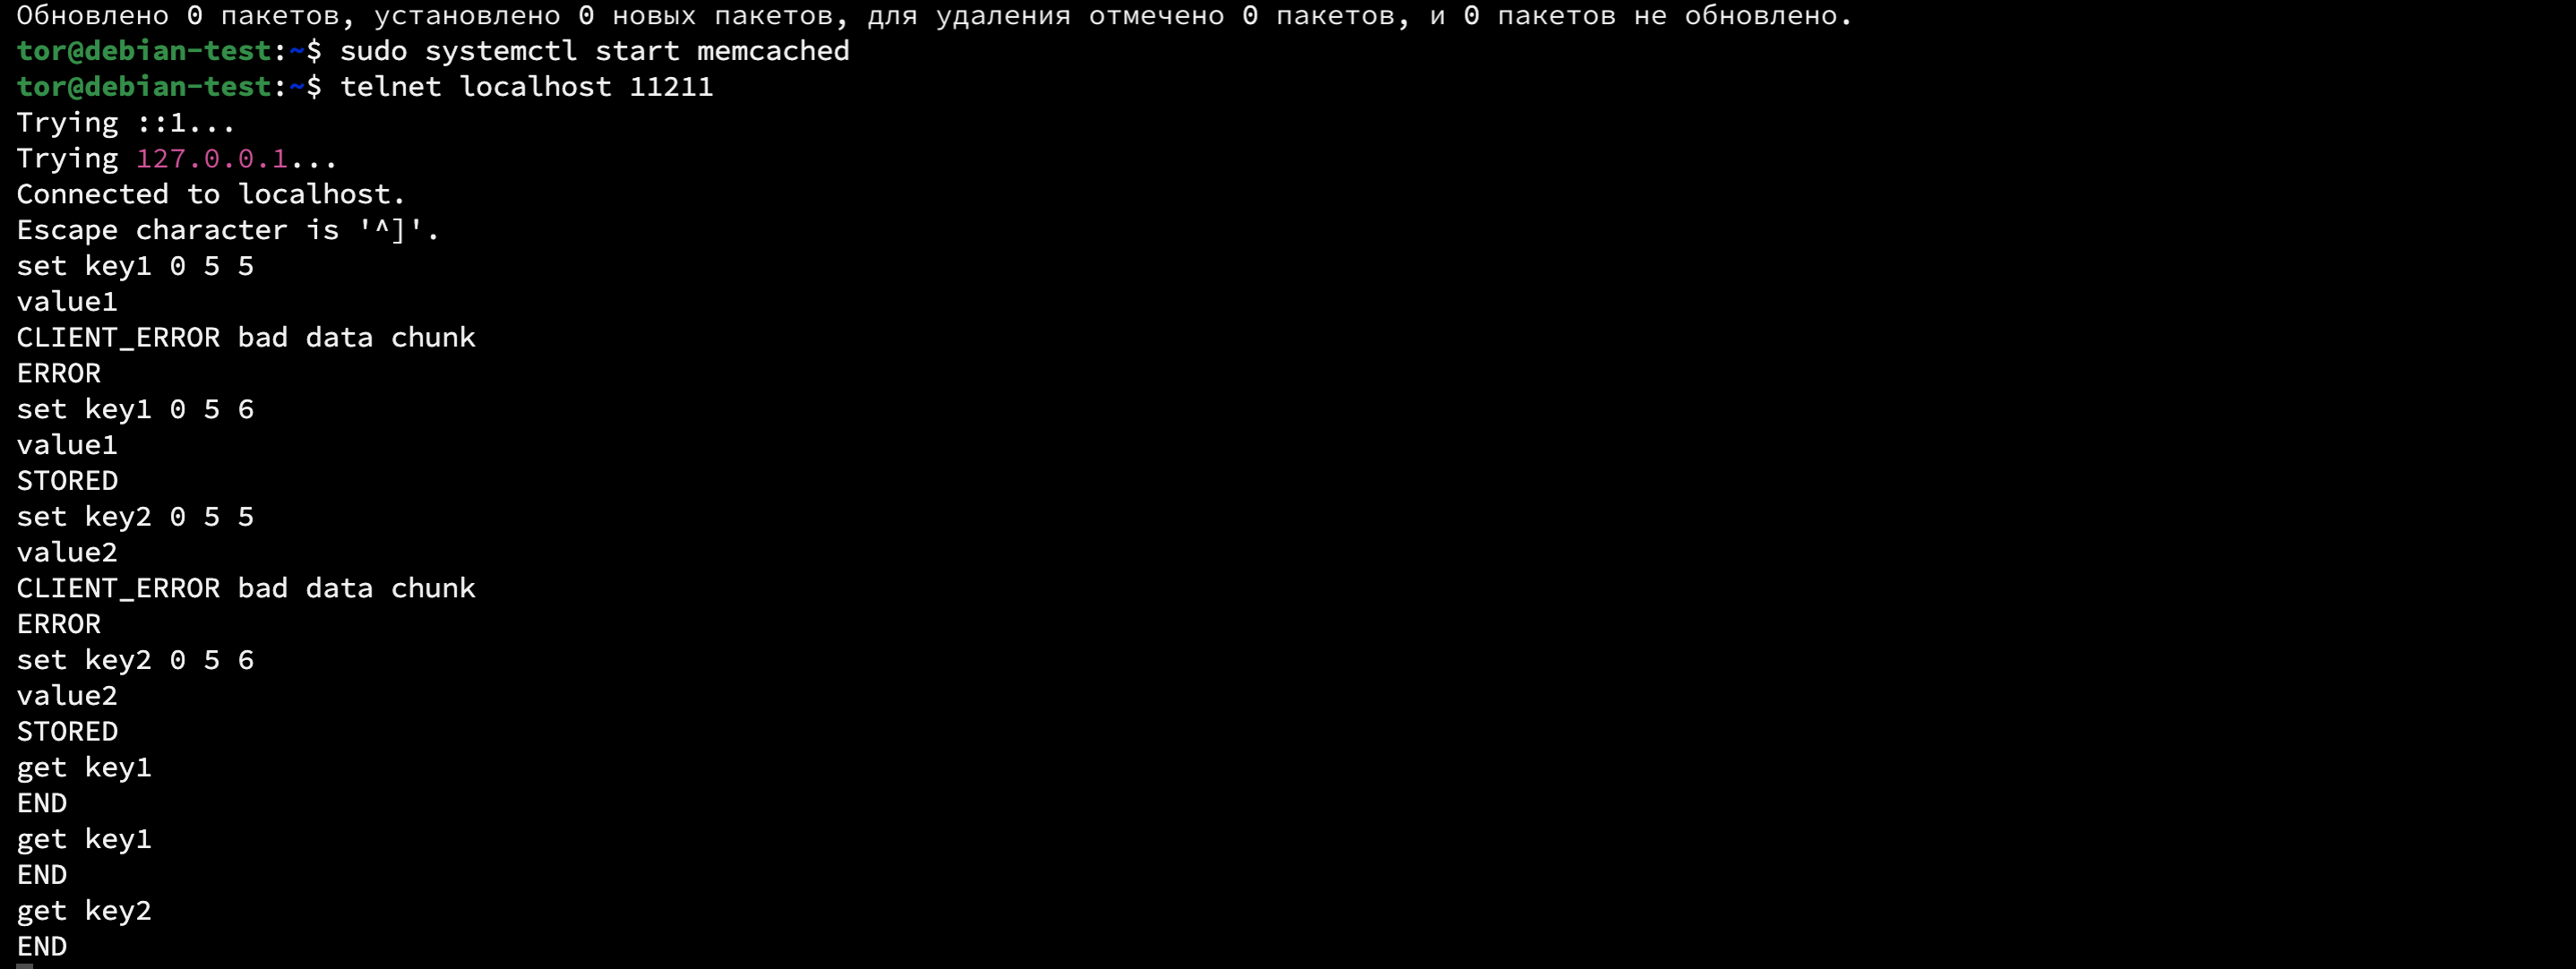 Обновлено 0 пакетов, установлено 0 новых пакетов, для удаления отмечено 0 пакетов, и 0 пакетов не обновлено.
tor@debian-test:~$ sudo systemctl start memcached
tor@debian-test:~$ telnet localhost 11211
Trying ::1...
Trying 127.0.0.1...
Connected to localhost.
Escape character is '^]'.
set key1 0 5 5
value1
CLIENT_ERROR bad data chunk
ERROR
set key1 0 5 6
value1
STORED
set key2 0 5 5
value2
CLIENT_ERROR bad data chunk
ERROR
set key2 0 5 6
value2
STORED
get key1
END
get key1
END
get key2
END